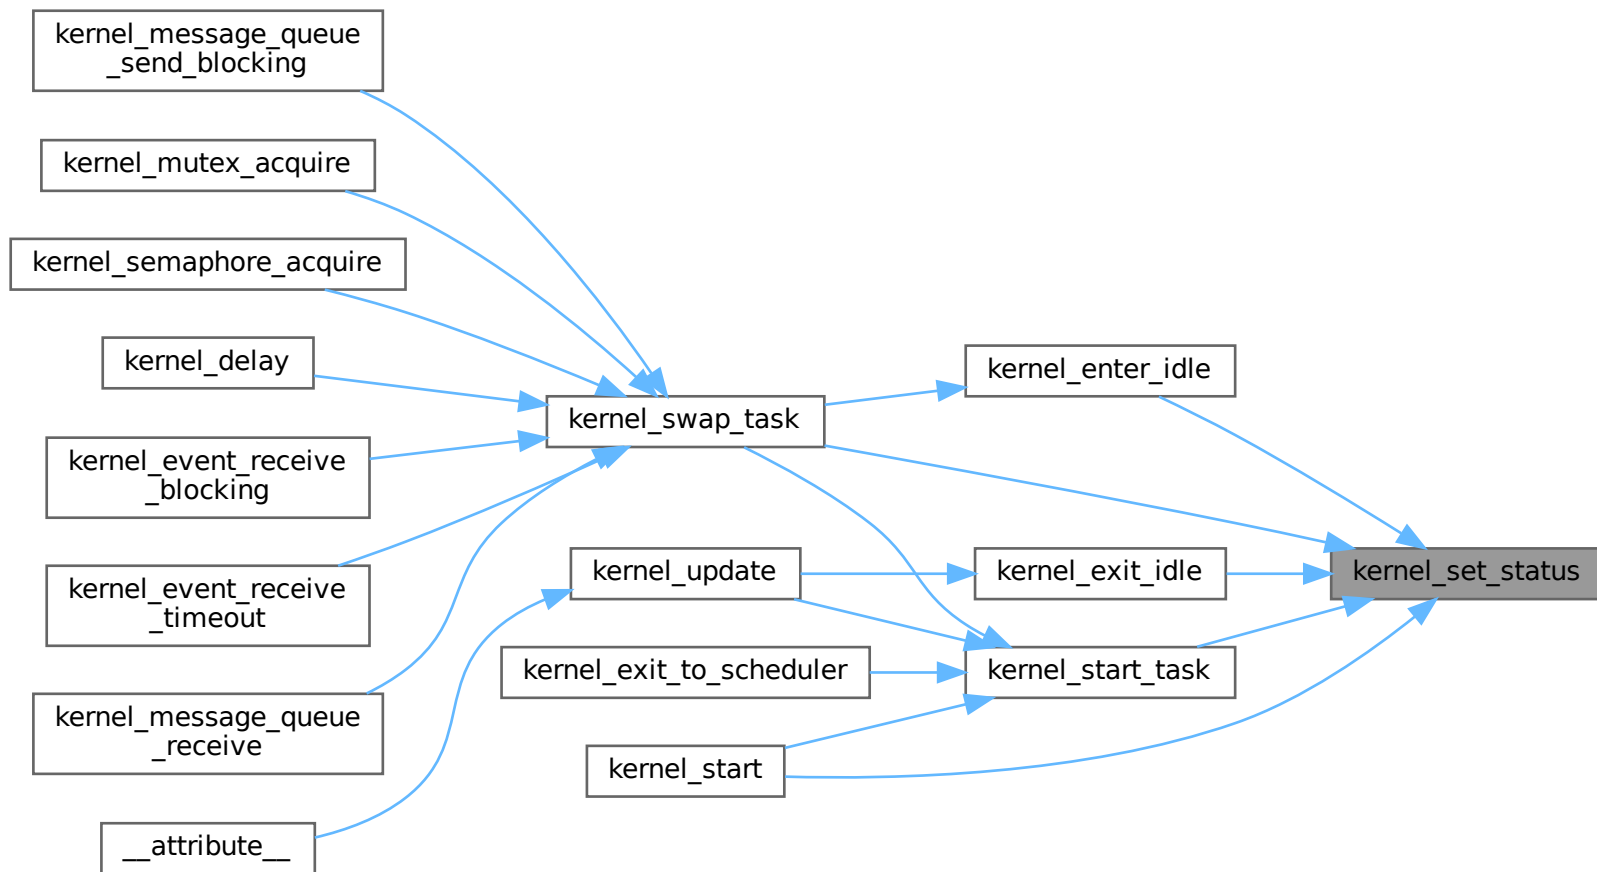 kernel_message_queue
_send_blocking
kernel_mutex_acquire
kernel_semaphore_acquire
kernel_delay
kernel_event_receive
_blocking
kernel_event_receive
_timeout
kernel_message_queue
_receive
__attribute__
kernel_swap_task
kernel_update
kernel_exit_to_scheduler
kernel_start
kernel_enter_idle
kernel_exit_idle
kernel_start_task
kernel_set_status